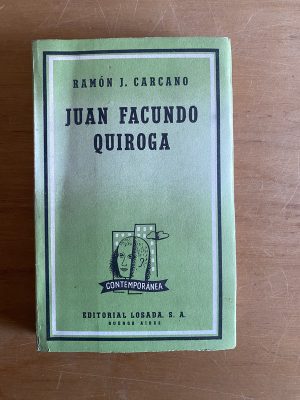 RAMÓN J. CARCANO
JUAN FACUNDO
QUIROGA
CONTEMPORÁNEA
EDITORIAL LOSADA, S. A.
BUENOS AIRES